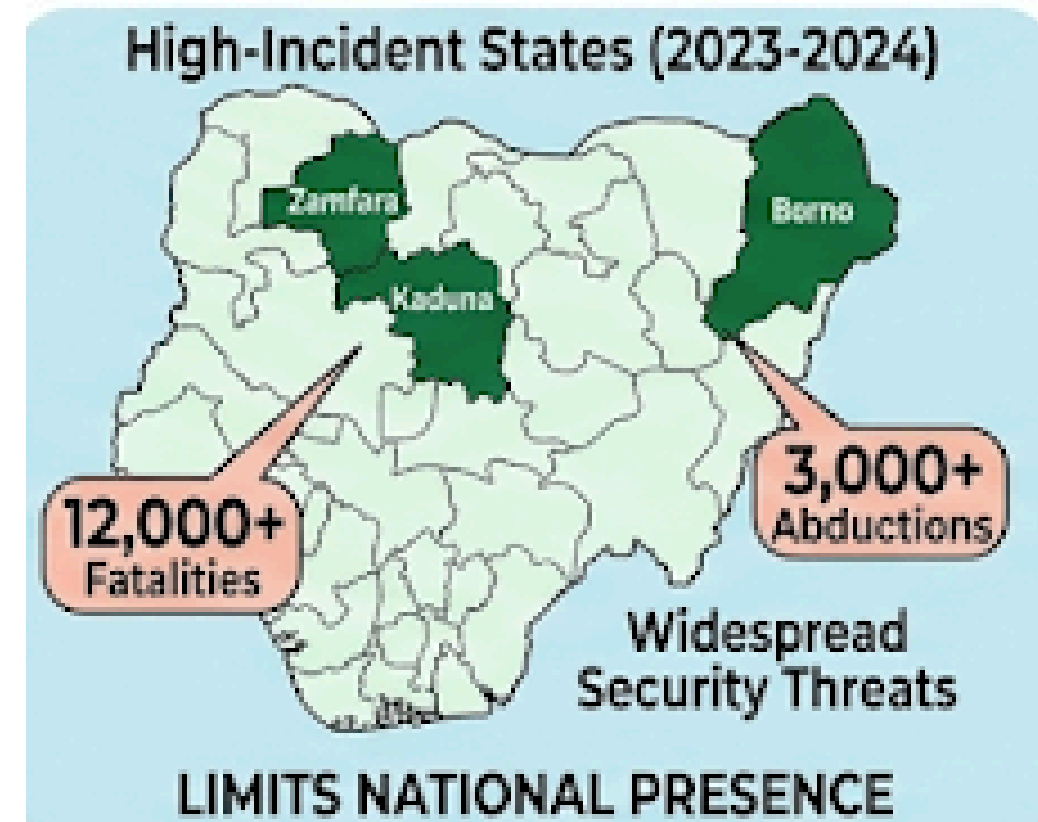 High-Incident States (2023-2024)
Zamfara
Borno
Kaduna
3,000+
Abductions
12,000+
Fatalities
Widespread
Security Threats
LIMITS NATIONAL PRESENCE